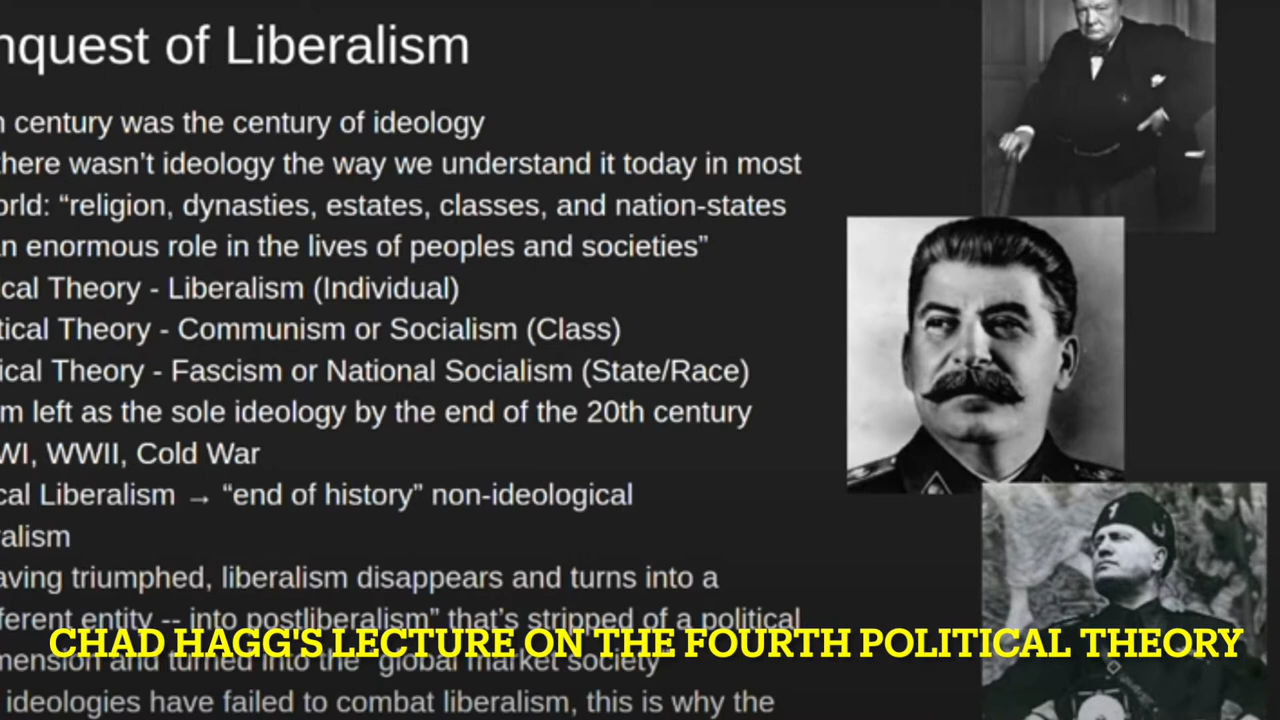 nquest of Liberalism
n century was the century of ideology
there wasn't ideology the way we understand it today in most
orld: “religion, dynasties, estates, classes, and nation-states
an enormous role in the lives of peoples and societies”
ical Theory - Liberalism (Individual)
tical Theory - Communism or Socialism (Class)
ical Theory - Fascism or National Socialism (State/Race)
m left as the sole ideology by the end of the 20th century
WI, WWII, Cold War
cal Liberalism → “end of history” non-ideological
ralism
aving triumphed, liberalism disappears and turns into a
fferent entity -- into postliberalism” that's stripped of a political
CHAD HAGG'S LECTURE ON THE FOURTH POLITICAL THEORY
mension and turned into the “global market society”
ideologies have failed to combat liberalism, this is why the